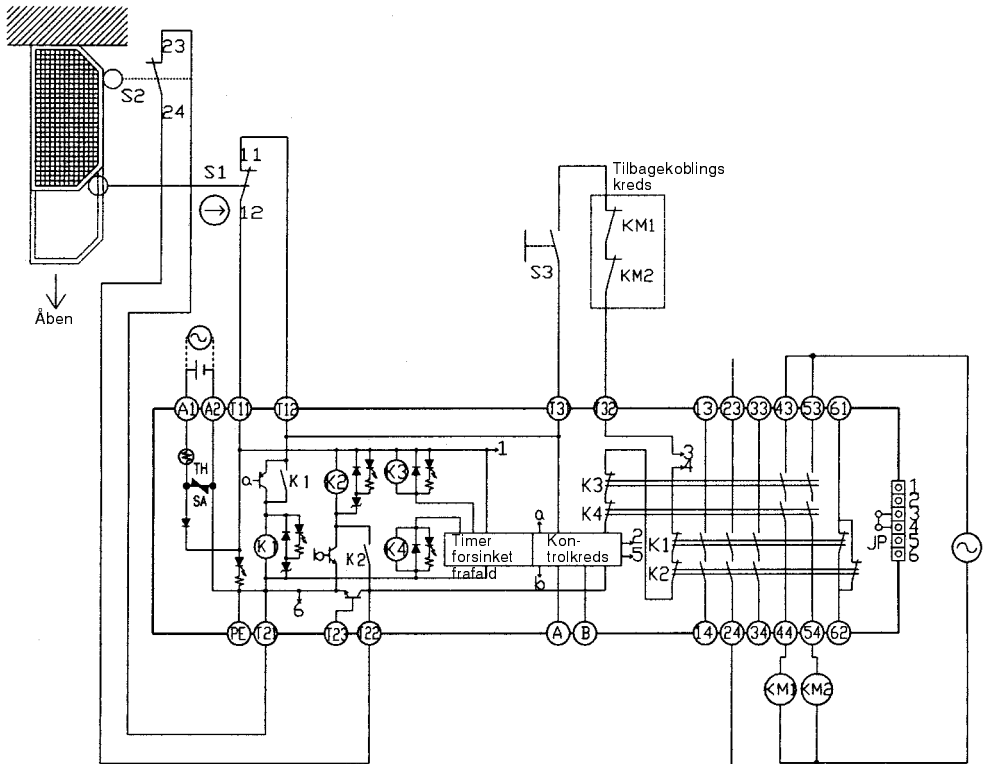 23
S2
24
11
S1
12
Åben
Tilbagekoblings
kreds
KM1
KM2
S3
A1 A2 T11 T12 T31 T32 13 23 33 43 53 61
TH
SA
a
K1
K2
K3
1
3
4
K3
K4
a
K1
b
K2
K4
Timer
forsinket
frafald
Kon-
trolkreds
2
5
b
6
K1
K2
JP
1
2
3
4
5
6
PE T21 T23 T22 A B 14 24 34 44 54 62
KM1 KM2